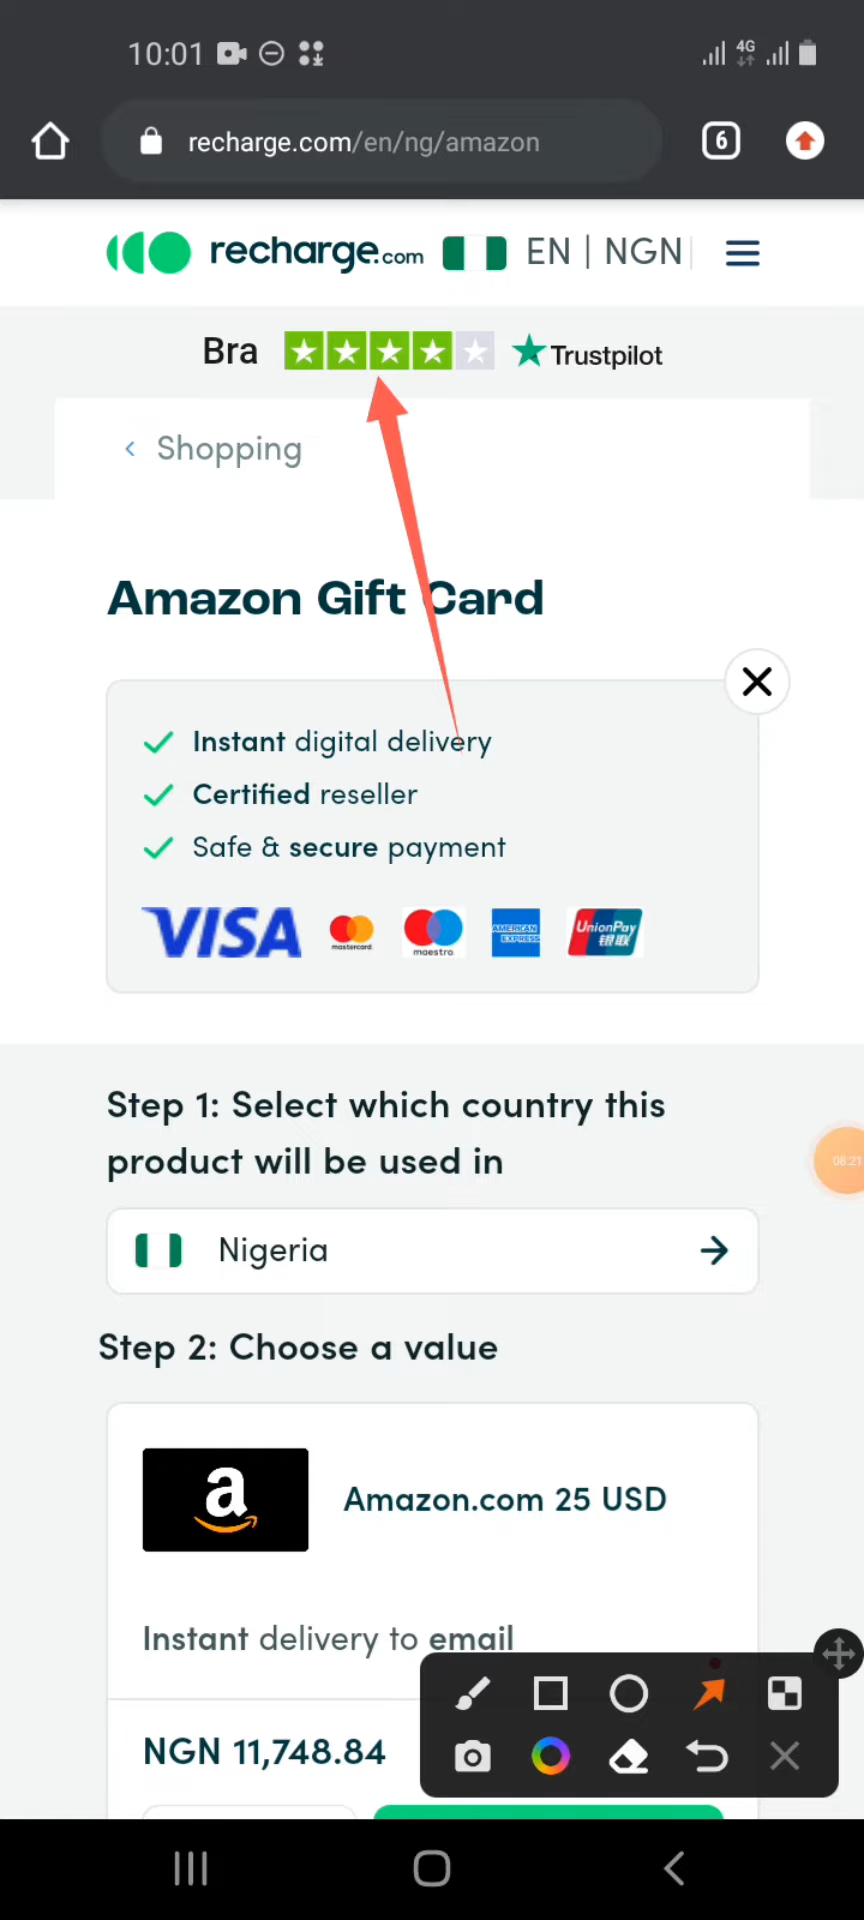 10:01
4G
recharge.com/en/ng/amazon
6
recharge.com EN | NGN
Bra Trustpilot
Shopping
Amazon Gift Card
Instant digital delivery
Certified reseller
Safe & secure payment
VISA mastercard maestro AMERICAN EXPRESS UnionPay 银联
Step 1: Select which country this
product will be used in
08:21
Nigeria
Step 2: Choose a value
a
Amazon.com 25 USD
Instant delivery to email
NGN 11,748.84